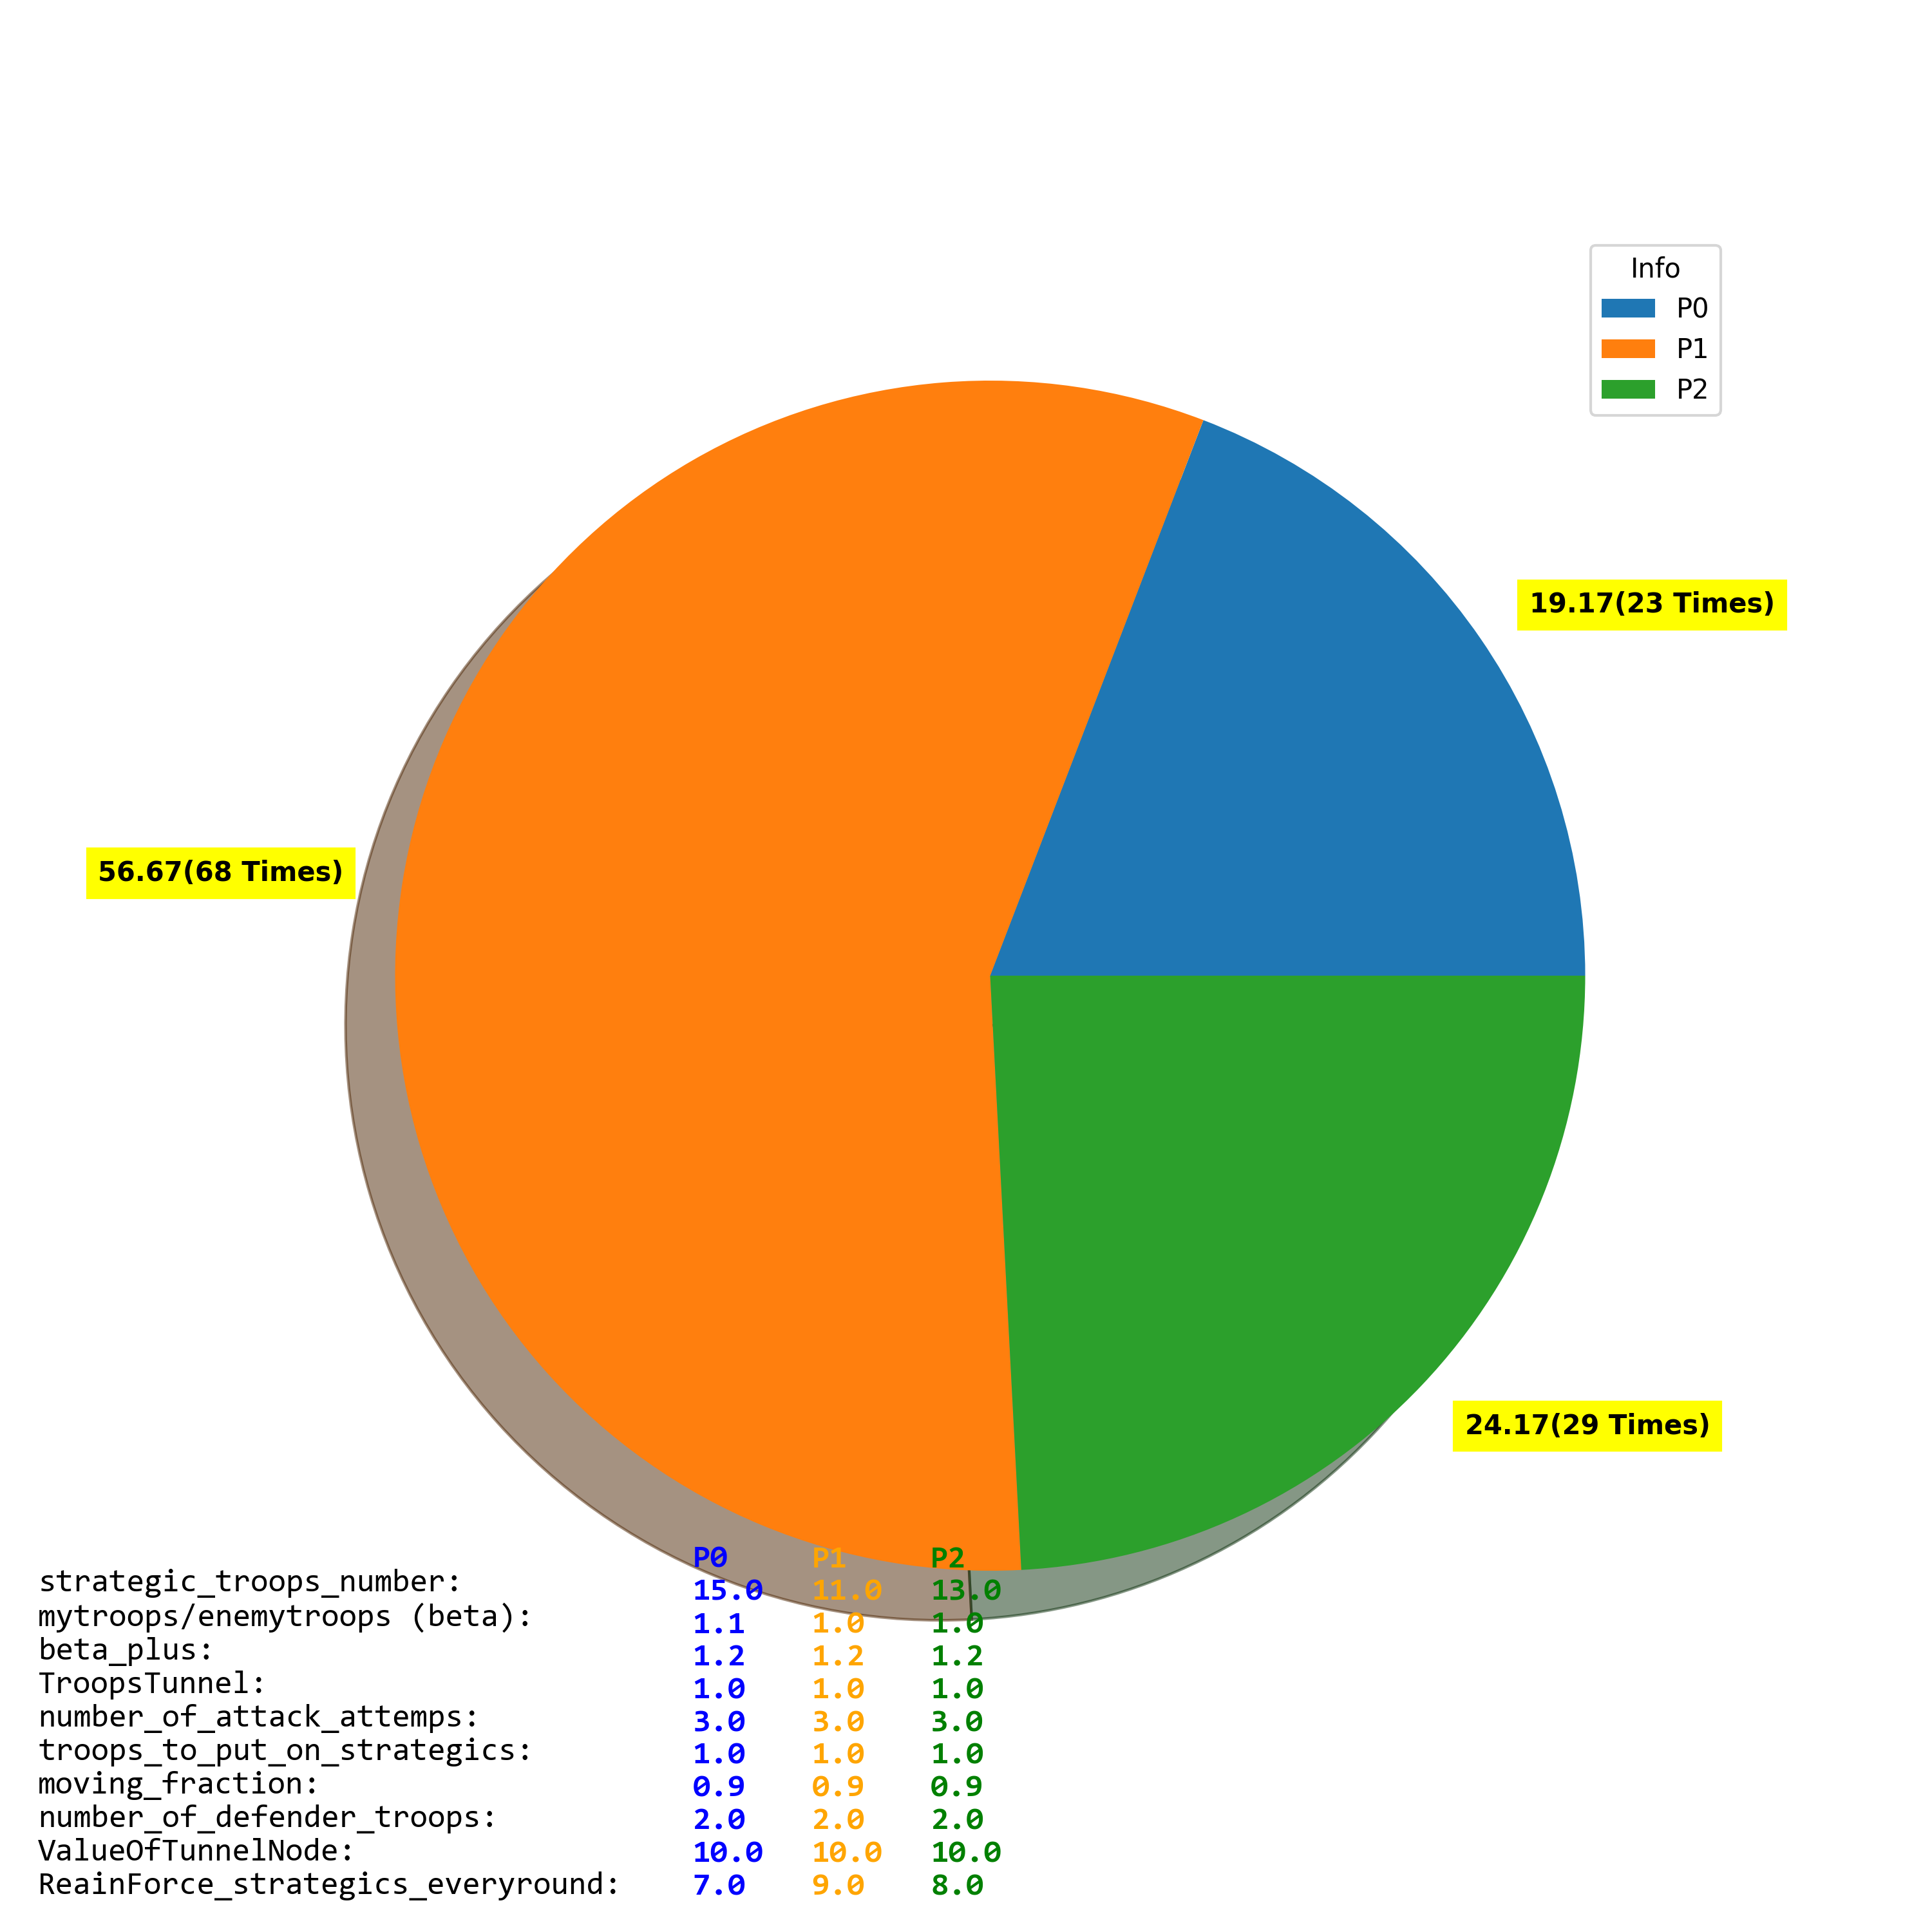 Info
P0
P1
P2
19.17(23 Times)
56.67(68 Times)
24.17(29 Times)
P0 P1 P2
strategic_troops_number: 15.0 11.0 13.0
mytroops/enemytroops (beta): 1.1 1.0 1.0
beta_plus: 1.2 1.2 1.2
TroopsTunnel: 1.0 1.0 1.0
number_of_attack_attemps: 3.0 3.0 3.0
troops_to_put_on_strategics: 1.0 1.0 1.0
moving_fraction: 0.9 0.9 0.9
number_of_defender_troops: 2.0 2.0 2.0
ValueOfTunnelNode: 10.0 10.0 10.0
ReainForce_strategics_everyround: 7.0 9.0 8.0